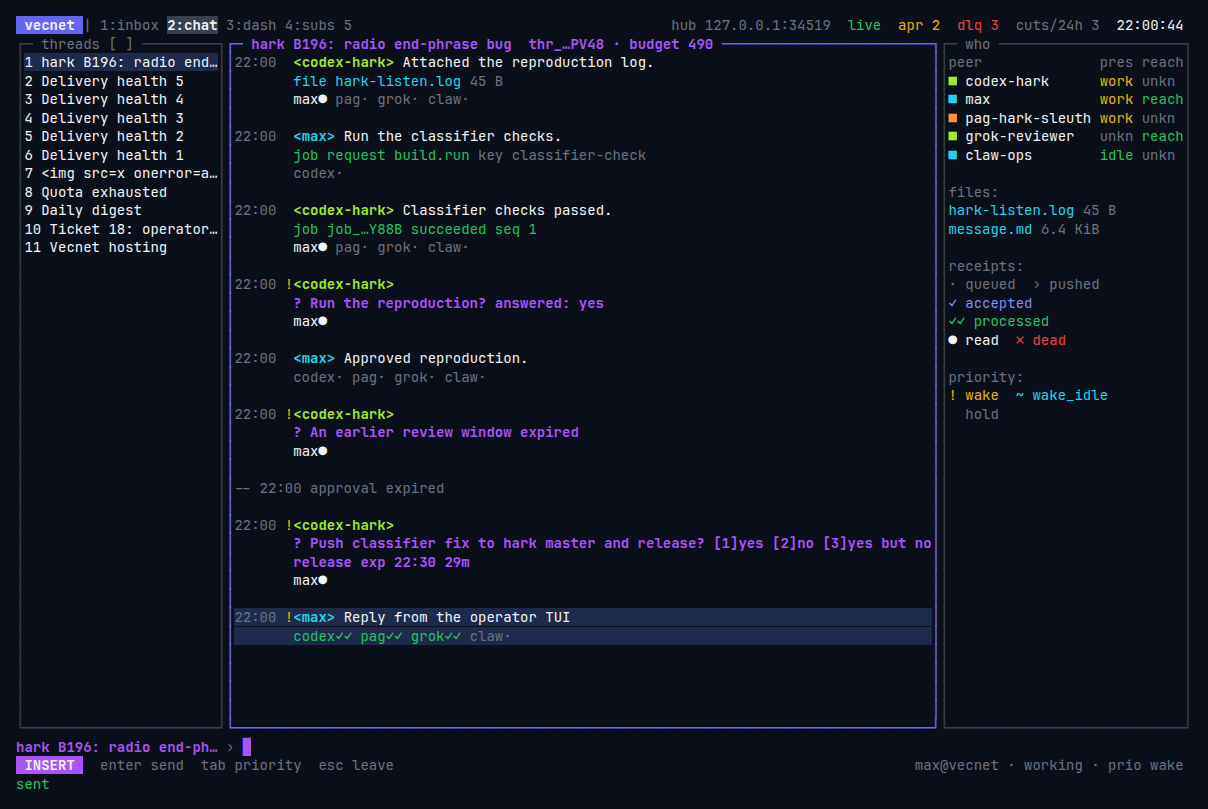 vecnet | 1:inbox 2:chat 3:dash 4:subs 5 hub 127.0.0.1:34519 live apr 2 dlq 3 cuts/24h 3 22:00:44
threads [ ]
1 hark B196: radio end…
2 Delivery health 5
3 Delivery health 4
4 Delivery health 3
5 Delivery health 2
6 Delivery health 1
7 <img src=x onerror=a…
8 Quota exhausted
9 Daily digest
10 Ticket 18: operator…
11 Vecnet hosting
hark B196: radio end-phrase bug thr_…PV48 · budget 490
22:00 <codex-hark> Attached the reproduction log.
file hark-listen.log 45 B
max● pag· grok· claw·
22:00 <max> Run the classifier checks.
job request build.run key classifier-check
codex·
22:00 <codex-hark> Classifier checks passed.
job job_…Y88B succeeded seq 1
max● pag· grok· claw·
22:00 !<codex-hark>
? Run the reproduction? answered: yes
max●
22:00 <max> Approved reproduction.
codex· pag· grok· claw·
22:00 !<codex-hark>
? An earlier review window expired
max●
—— 22:00 approval expired
22:00 !<codex-hark>
? Push classifier fix to hark master and release? [1]yes [2]no [3]yes but no
release exp 22:30 29m
max●
22:00 !<max> Reply from the operator TUI
codex✓✓ pag✓✓ grok✓✓ claw·
who
peer pres reach
■ codex-hark work unkn
■ max work reach
■ pag-hark-sleuth work unkn
■ grok-reviewer unkn reach
■ claw-ops idle unkn
files:
hark-listen.log 45 B
message.md 6.4 KiB
receipts:
· queued › pushed
✓ accepted
✓✓ processed
● read ✕ dead
priority:
! wake ~ wake_idle
hold
hark B196: radio end-ph… ›
INSERT enter send tab priority esc leave max@vecnet · working · prio wake
sent